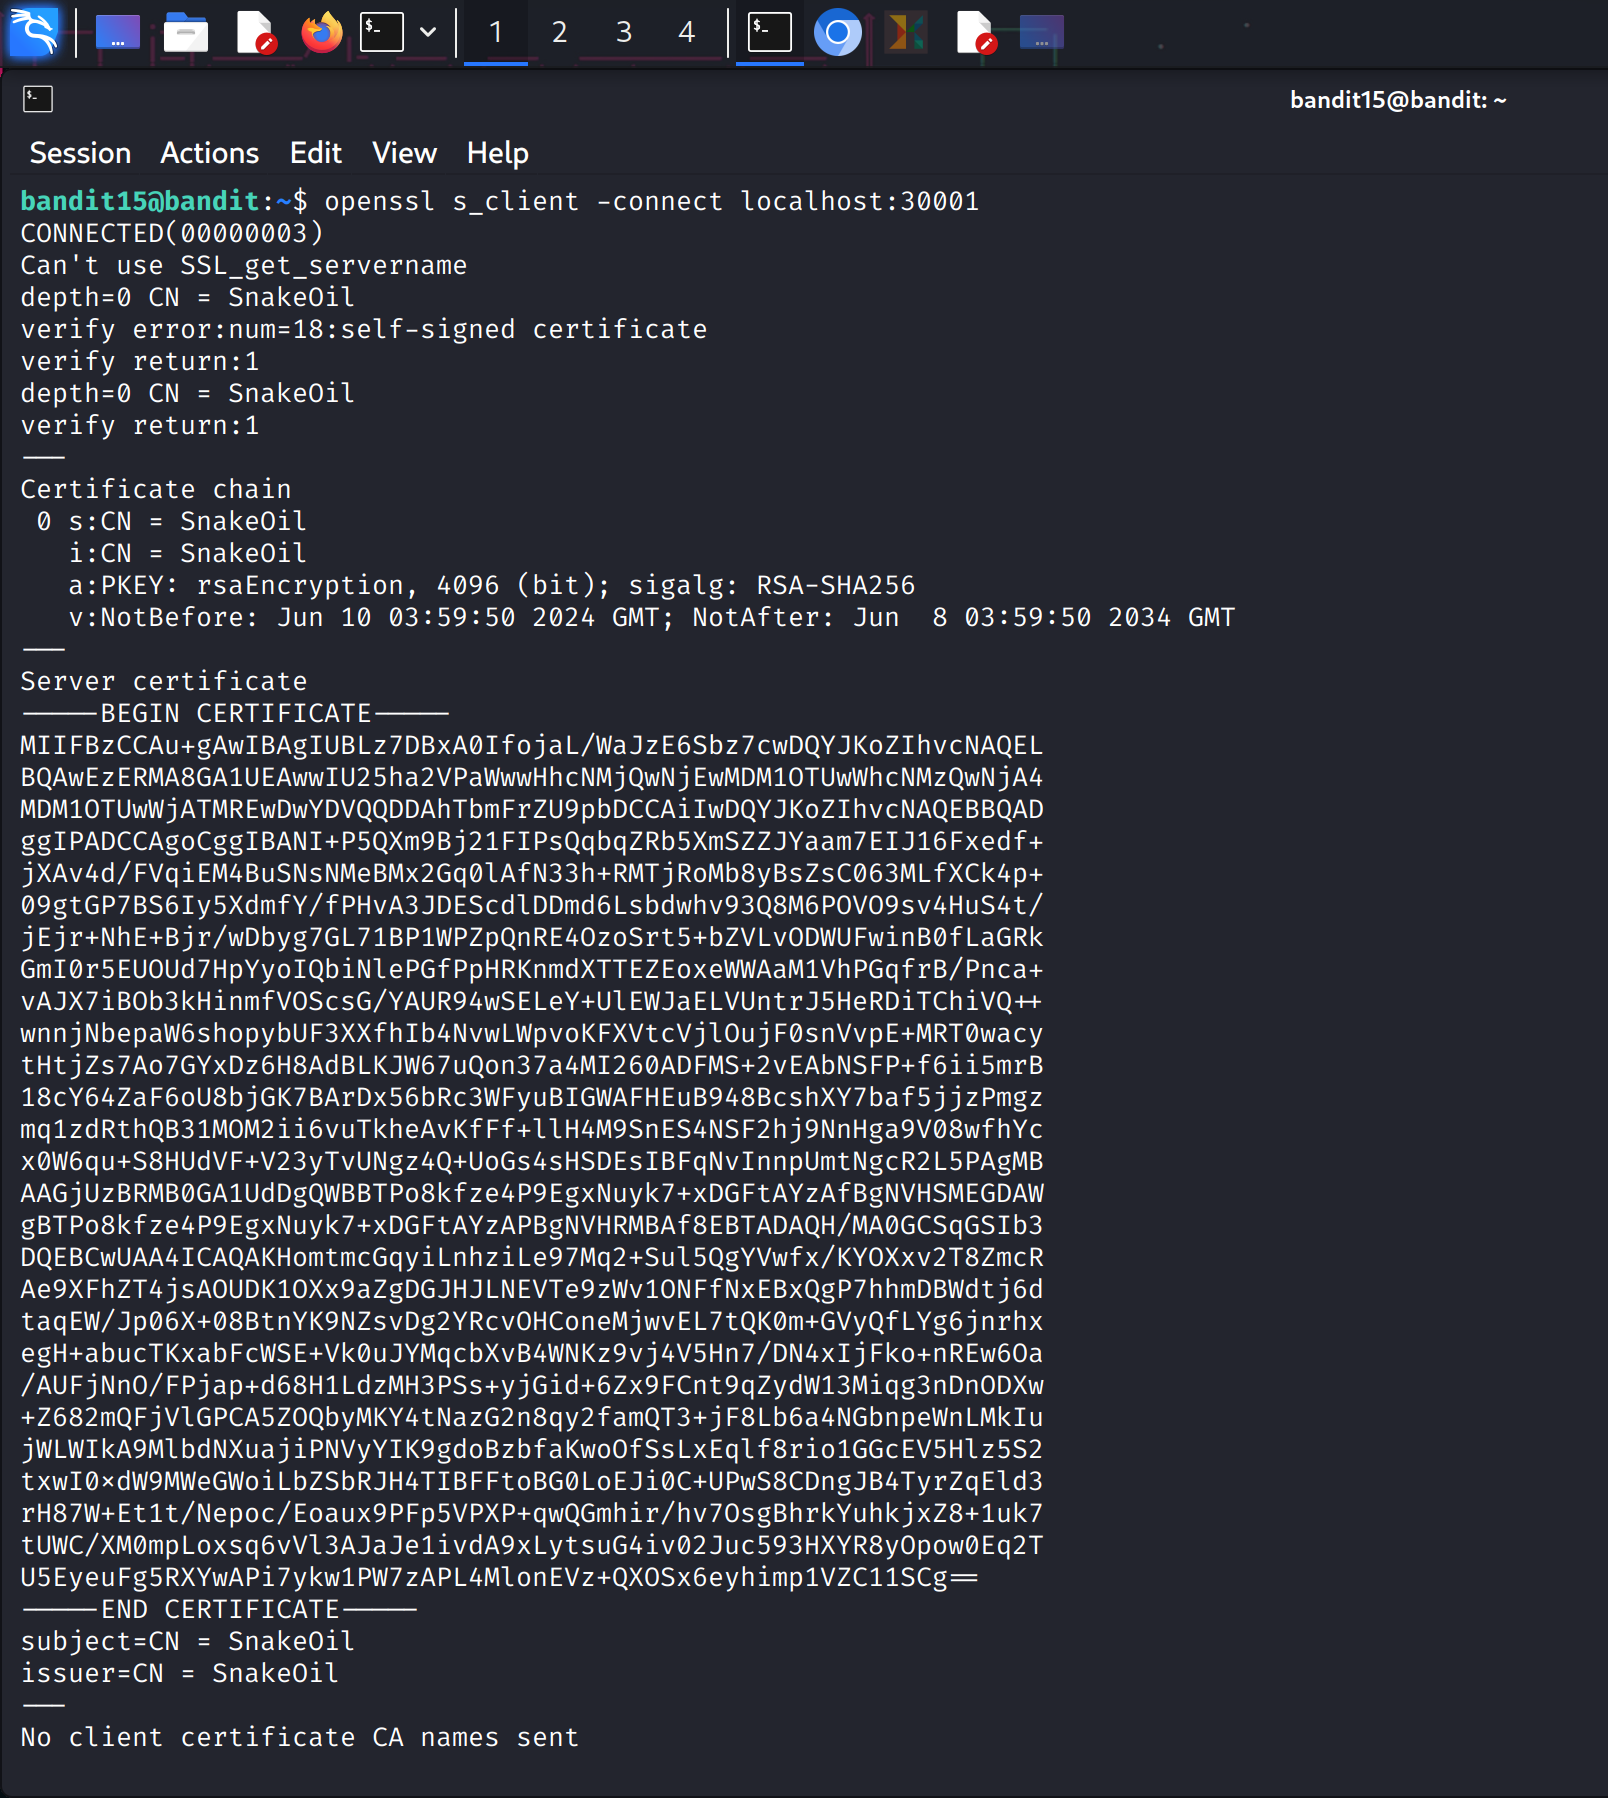 1 2 3 4
bandit15@bandit: ~
Session Actions Edit View Help
bandit15@bandit:~$ openssl s_client -connect localhost:30001
CONNECTED(00000003)
Can't use SSL_get_servername
depth=0 CN = SnakeOil
verify error:num=18:self-signed certificate
verify return:1
depth=0 CN = SnakeOil
verify return:1
---
Certificate chain
 0 s:CN = SnakeOil
   i:CN = SnakeOil
   a:PKEY: rsaEncryption, 4096 (bit); sigalg: RSA-SHA256
   v:NotBefore: Jun 10 03:59:50 2024 GMT; NotAfter: Jun  8 03:59:50 2034 GMT
---
Server certificate
-----BEGIN CERTIFICATE-----
MIIFBzCCAu+gAwIBAgIUBLz7DBxA0IfojaL/WaJzE6Sbz7cwDQYJKoZIhvcNAQEL
BQAwEzERMA8GA1UEAwwIU25ha2VPaWwwHhcNMjQwNjEwMDM1OTUwWhcNMzQwNjA4
MDM1OTUwWjATMREwDwYDVQQDDAhTbmFrZU9pbDCCAiIwDQYJKoZIhvcNAQEBBQAD
ggIPADCCAgoCggIBANI+P5QXm9Bj21FIPsQqbqZRb5XmSZZJYaam7EIJ16Fxedf+
jXAv4d/FVqiEM4BuSNsNMeBMx2Gq0lAfN33h+RMTjRoMb8yBsZsC063MLfXCk4p+
09gtGP7BS6Iy5XdmfY/fPHvA3JDEScdlDDmd6Lsbdwhv93Q8M6POVO9sv4HuS4t/
jEjr+NhE+Bjr/wDbyg7GL71BP1WPZpQnRE4OzoSrt5+bZVLvODWUFwinB0fLaGRk
GmI0r5EUOUd7HpYyoIQbiNlePGfPpHRKnmdXTTEZEoxeWWAaM1VhPGqfrB/Pnca+
vAJX7iBOb3kHinmfVOScsG/YAUR94wSELeY+UlEWJaELVUntrJ5HeRDiTChiVQ++
wnnjNbepaW6shopybUF3XXfhIb4NvwLWpvoKFXVtcVjlOujF0snVvpE+MRT0wacy
tHtjZs7Ao7GYxDz6H8AdBLKJW67uQon37a4MI260ADFMS+2vEAbNSFP+f6ii5mrB
18cY64ZaF6oU8bjGK7BArDx56bRc3WFyuBIGWAFHEuB948BcshXY7baf5jjzPmgz
mq1zdRthQB31MOM2ii6vuTkheAvKfFf+llH4M9SnES4NSF2hj9NnHga9V08wfhYc
x0W6qu+S8HUdVF+V23yTvUNgz4Q+UoGs4sHSDEsIBFqNvInnpUmtNgcR2L5PAgMB
AAGjUzBRMB0GA1UdDgQWBBTPo8kfze4P9EgxNuyk7+xDGFtAYzAfBgNVHSMEGDAW
gBTPo8kfze4P9EgxNuyk7+xDGFtAYzAPBgNVHRMBAf8EBTADAQH/MA0GCSqGSIb3
DQEBCwUAA4ICAQAKHomtmcGqyiLnhziLe97Mq2+Sul5QgYVwfx/KYOXxv2T8ZmcR
Ae9XFhZT4jsAOUDK1OXx9aZgDGJHJLNEVTe9zWv1ONFfNxEBxQgP7hhmDBWdtj6d
taqEW/Jp06X+08BtnYK9NZsvDg2YRcvOHConeMjwvEL7tQK0m+GVyQfLYg6jnrhx
egH+abucTKxabFcWSE+Vk0uJYMqcbXvB4WNKz9vj4V5Hn7/DN4xIjFko+nREw6Oa
/AUFjNnO/FPjap+d68H1LdzMH3PSs+yjGid+6Zx9FCnt9qZydW13Miqg3nDnODXw
+Z682mQFjVlGPCA5ZOQbyMKY4tNazG2n8qy2famQT3+jF8Lb6a4NGbnpeWnLMkIu
jWLWIkA9MlbdNXuajiPNVyYIK9gdoBzbfaKwoOfSsLxEqlf8rio1GGcEV5Hlz5S2
txwI0xdW9MWeGWoiLbZSbRJH4TIBFFtoBG0LoEJi0C+UPwS8CDngJB4TyrZqEld3
rH87W+Et1t/Nepoc/Eoaux9PFp5VPXP+qwQGmhir/hv7OsgBhrkYuhkjxZ8+1uk7
tUWC/XM0mpLoxsq6vVl3AJaJe1ivdA9xLytsuG4iv02Juc593HXYR8yOpow0Eq2T
U5EyeuFg5RXYwAPi7ykw1PW7zAPL4MlonEVz+QXOSx6eyhimp1VZC11SCg==
-----END CERTIFICATE-----
subject=CN = SnakeOil
issuer=CN = SnakeOil
---
No client certificate CA names sent